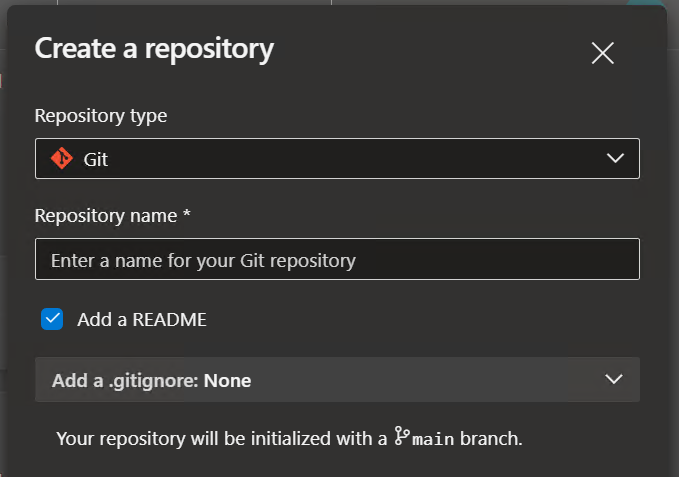 Create a repository
Repository type
Git
Repository name *
Enter a name for your Git repository
Add a README
Add a .gitignore: None
Your repository will be initialized with a main branch.